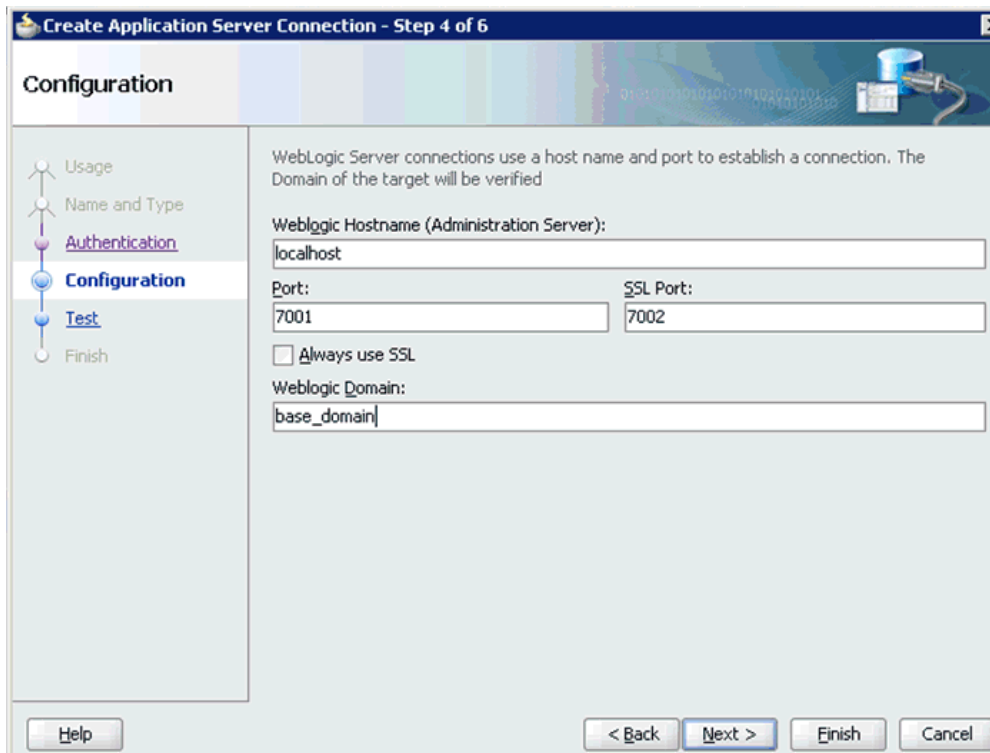 Create Application Server Connection - Step 4 of 6
Configuration
Usage
Name and Type
Authentication
Configuration
Test
Finish
WebLogic Server connections use a host name and port to establish a connection. The
Domain of the target will be verified
Weblogic Hostname (Administration Server):
localhost
Port:
SSL Port:
7001
7002
Always use SSL
Weblogic Domain:
base_domain
Help
< Back
Next >
Finish
Cancel